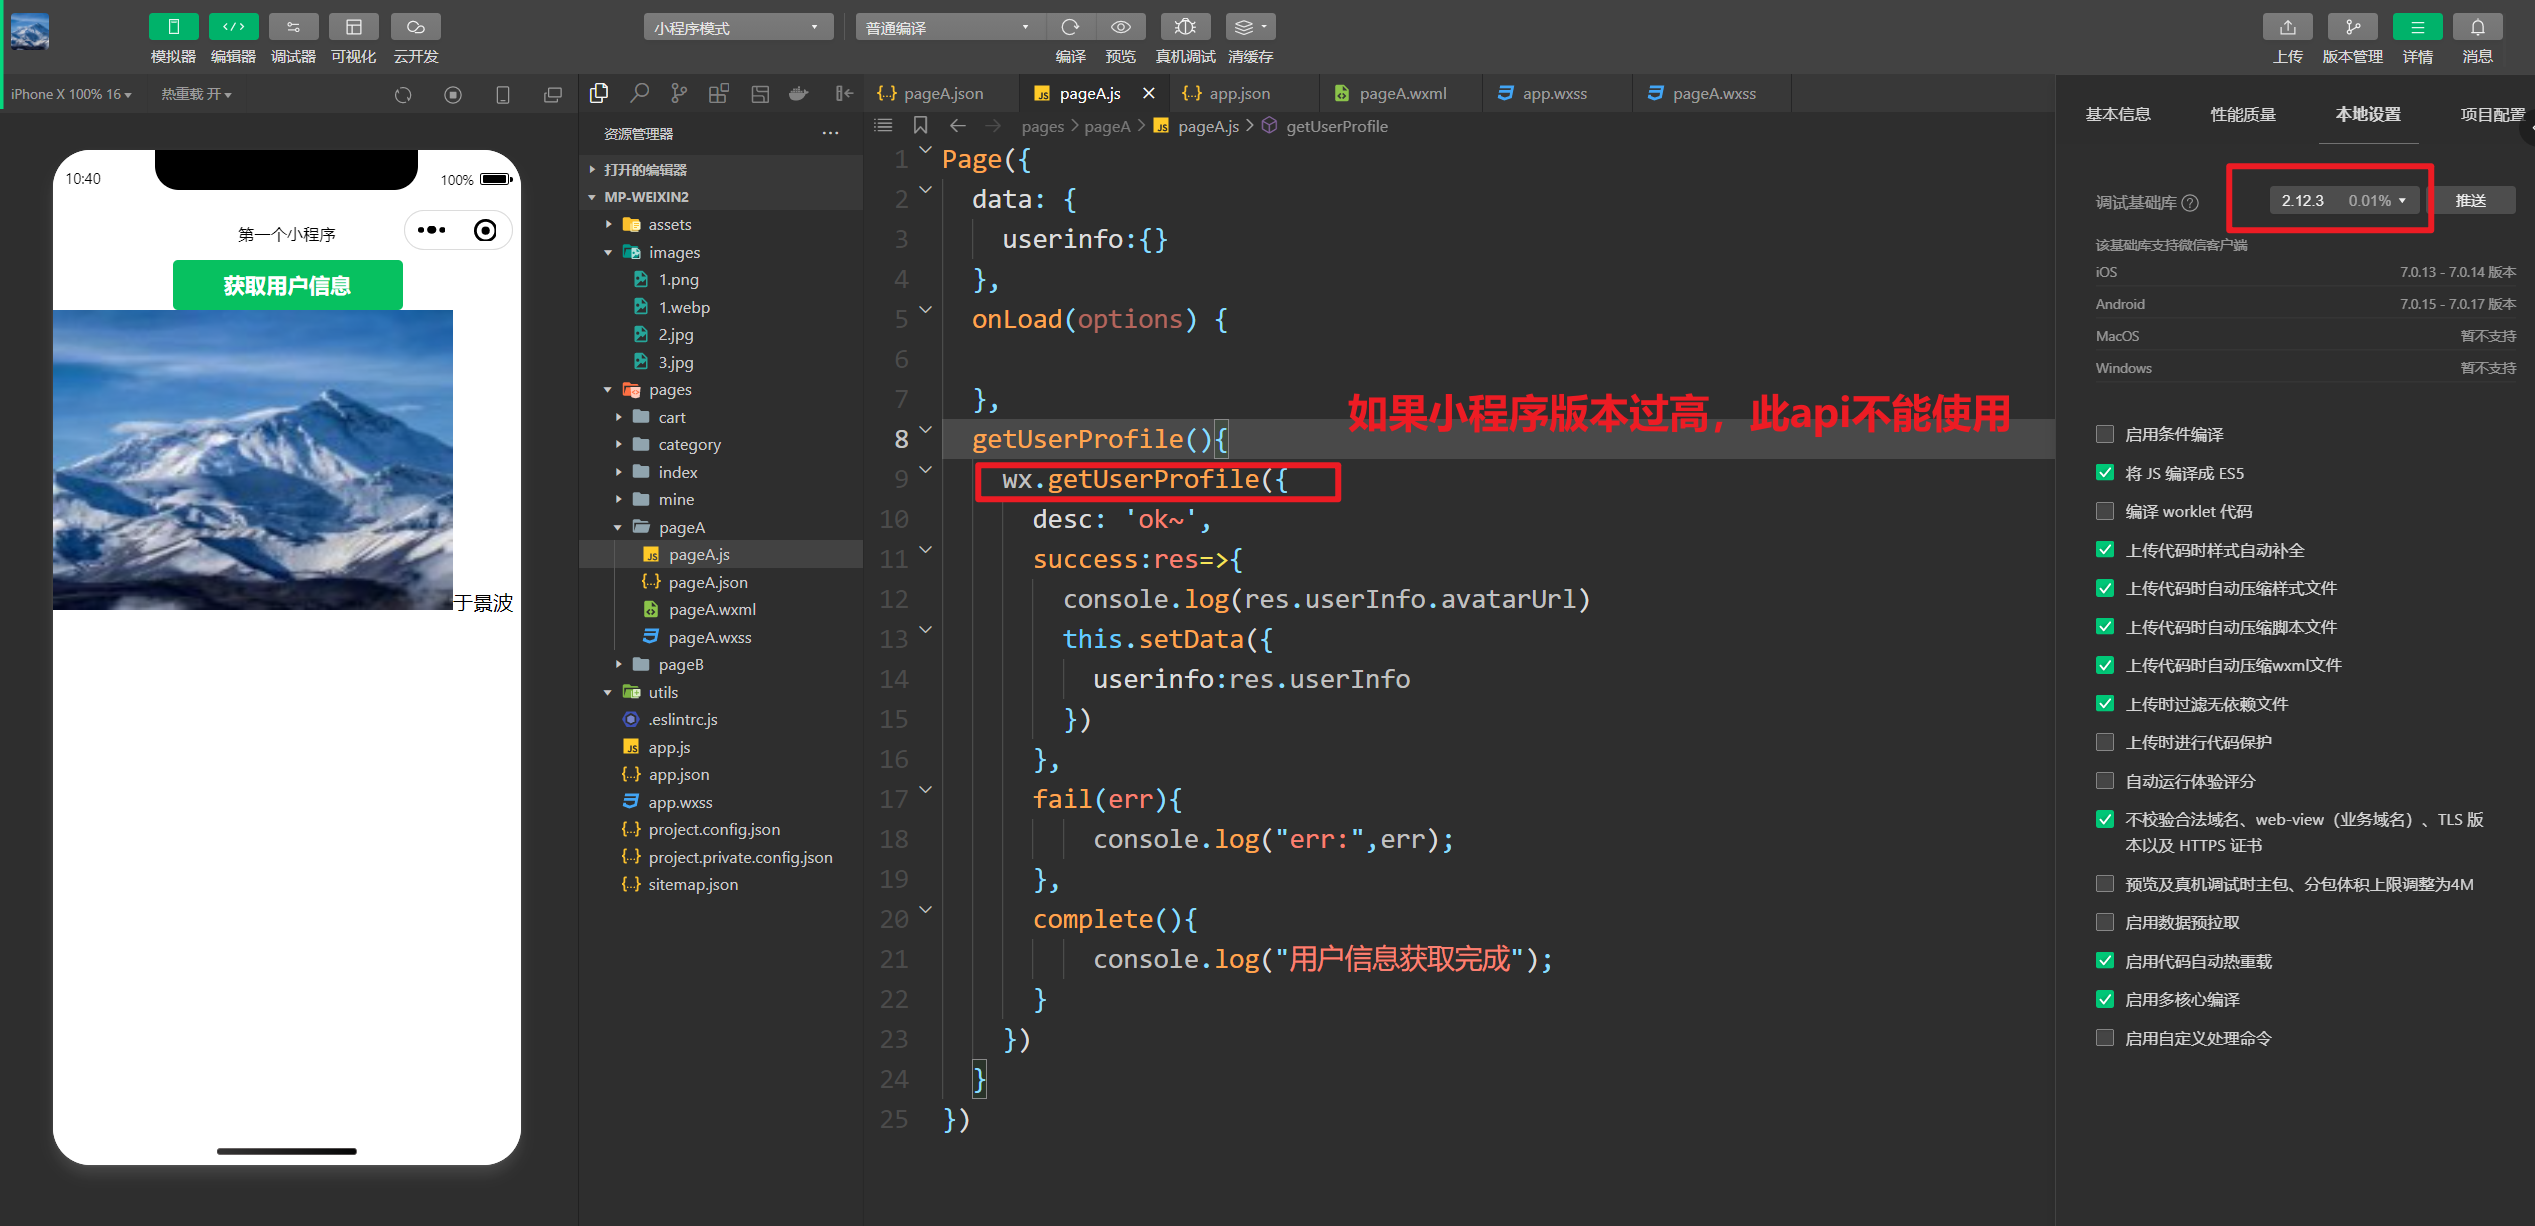 模拟器 编辑器 调试器 可视化 云开发
小程序模式 普通编译
编译 预览 真机调试 清缓存
上传 版本管理 详情 消息
iPhone X 100% 16 热重载 开
10:40 100%
第一个小程序
获取用户信息
于景波
资源管理器 ...
打开的编辑器
MP-WEIXIN2
assets
images
1.png
1.webp
2.jpg
3.jpg
pages
cart
category
index
mine
pageA
pageA.js
pageA.json
pageA.wxml
pageA.wxss
pageB
utils
.eslintrc.js
app.js
app.json
app.wxss
project.config.json
project.private.config.json
sitemap.json
pageA.json pageA.js app.json pageA.wxml app.wxss pageA.wxss
pages > pageA > pageA.js > getUserProfile
1 Page({
2 data: {
3 userinfo:{}
4 },
5 onLoad(options) {
6
7 },
如果小程序版本过高，此api不能使用
8 getUserProfile(){
9 wx.getUserProfile({
10 desc: 'ok~',
11 success:res=>{
12 console.log(res.userInfo.avatarUrl)
13 this.setData({
14 userinfo:res.userInfo
15 })
16 },
17 fail(err){
18 console.log("err:",err);
19 },
20 complete(){
21 console.log("用户信息获取完成");
22 }
23 })
24 }
25 })
基本信息 性能质量 本地设置 项目配置
调试基础库 2.12.3 0.01% 推送
该基础库支持微信客户端
iOS 7.0.13 - 7.0.14 版本
Android 7.0.15 - 7.0.17 版本
MacOS 暂不支持
Windows 暂不支持
启用条件编译
将 JS 编译成 ES5
编译 worklet 代码
上传代码时样式自动补全
上传代码时自动压缩样式文件
上传代码时自动压缩脚本文件
上传代码时自动压缩wxml文件
上传时过滤无依赖文件
上传时进行代码保护
自动运行体验评分
不校验合法域名、web-view（业务域名）、TLS 版
本以及 HTTPS 证书
预览及真机调试时主包、分包体积上限调整为4M
启用数据预拉取
启用代码自动热重载
启用多核心编译
启用自定义处理命令